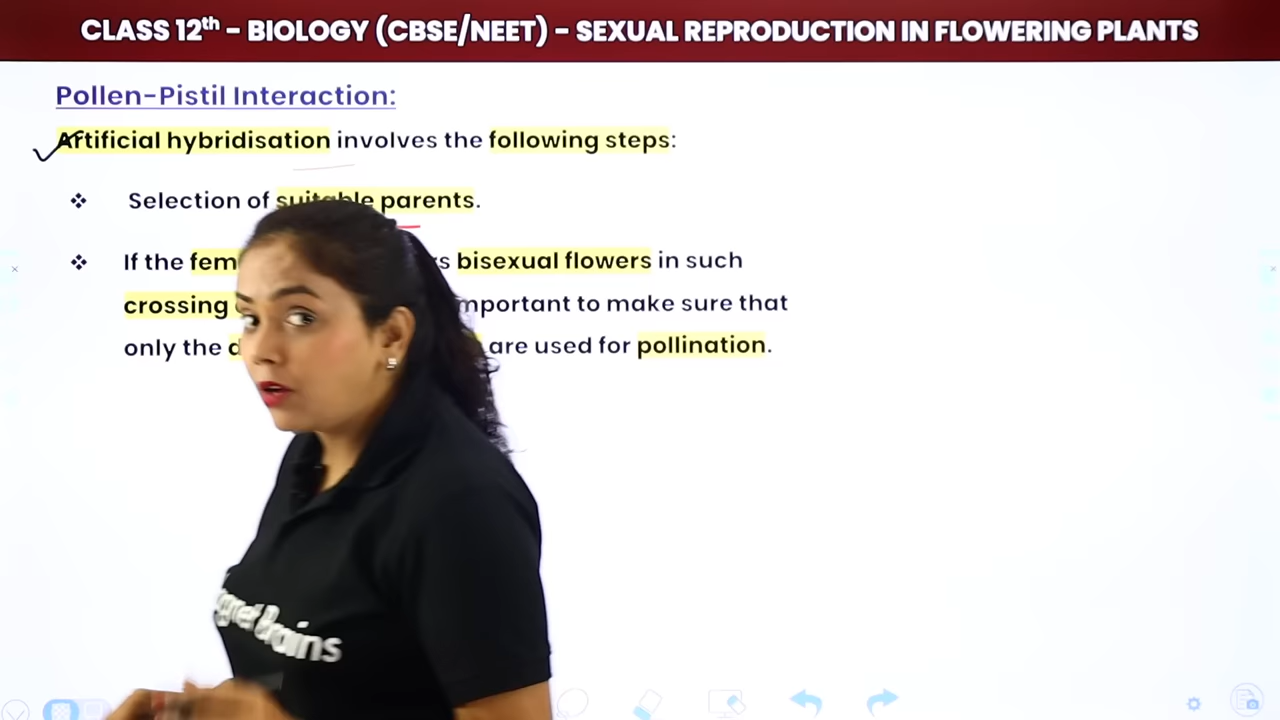 CLASS 12th - BIOLOGY (CBSE/NEET) - SEXUAL REPRODUCTION IN FLOWERING PLANTS
Pollen-Pistil Interaction:
Artificial hybridisation involves the following steps:
❖ Selection of suitable parents.
❖ If the bisexual flowers in such
crossing important to make sure that
only the are used for pollination.
Brains